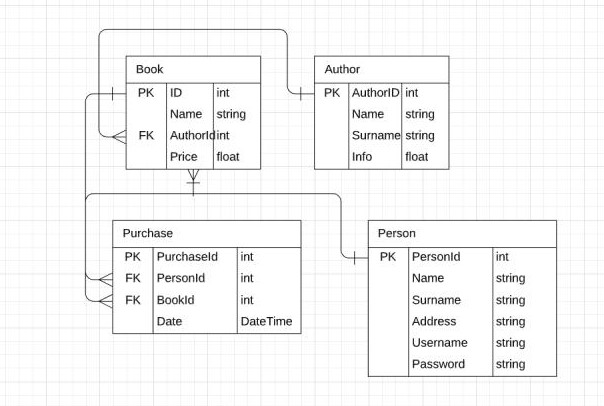 Book
PK ID int
Name string
FK AuthorId int
Price float
Author
PK AuthorID int
Name string
Surname string
Info float
Purchase
PK PurchaseId int
FK PersonId int
FK BookId int
Date DateTime
Person
PK PersonId int
Name string
Surname string
Address string
Username string
Password string